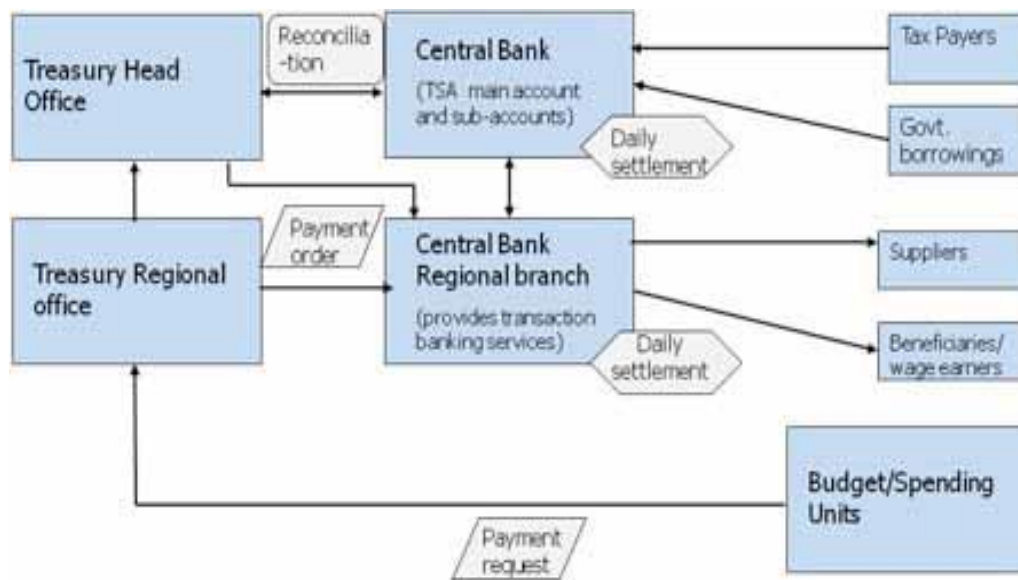 Treasury Head
Office
Reconcilia
-tion
Central Bank
(TSA main account
and sub-accounts)
Daily
settlement
Tax Payers
Govt.
borrowings
Treasury Regional
office
Payment
order
Central Bank
Regional branch
(provides transaction
banking services)
Daily
settlement
Suppliers
Beneficiaries/
wage earners
Budget/Spending
Units
Payment
request